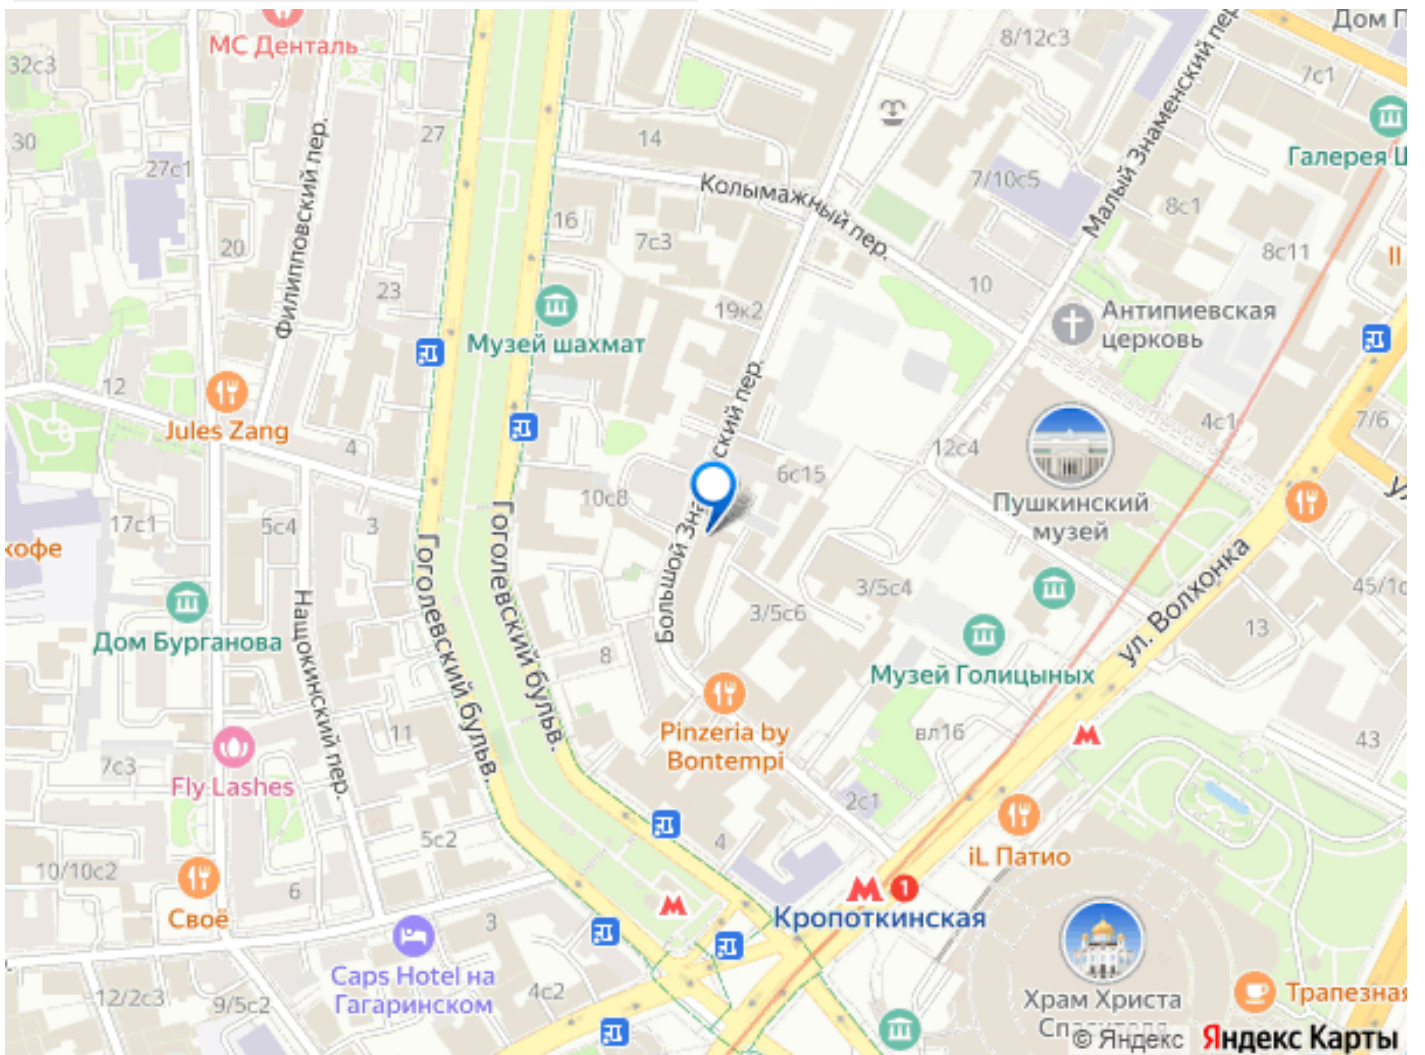 МС Денталь
8/12с3
Дом П
32с3
7с1
30
27
14
Галерея Ш
27с1
Филипповский пер.
Колымажный пер.
7/10с5
Малый Знаменский пер.
8с1
16
7с3
20
8с11
23
10
II
Музей шахмат
19к2
Антипиевская
церковь
12
Jules Zang
4
4с1
7/6
12с4
6с15
10с8
Пушкинский
музей
17с1
5с4
3
кофе
Гоголевский бульв.
Гоголевский бульв.
Большой Зна
ский пер.
3/5с4
3/5с6
45/1с
ул. Волхонка
13
Дом Бурганова
Нащокинский пер.
8
Музей Голицыных
Pinzeria by
Bontempi
11
вл16
43
7с3
Fly Lashes
2с1
5с2
4
iL Патио
10/10с2
6
Своё
1
Кропоткинская
3
Caps Hotel на
Гагаринском
12/2с3
9/5с2
4с2
Храм Христа
Спасителя
Трапезная
© Яндекс Яндекс Карты